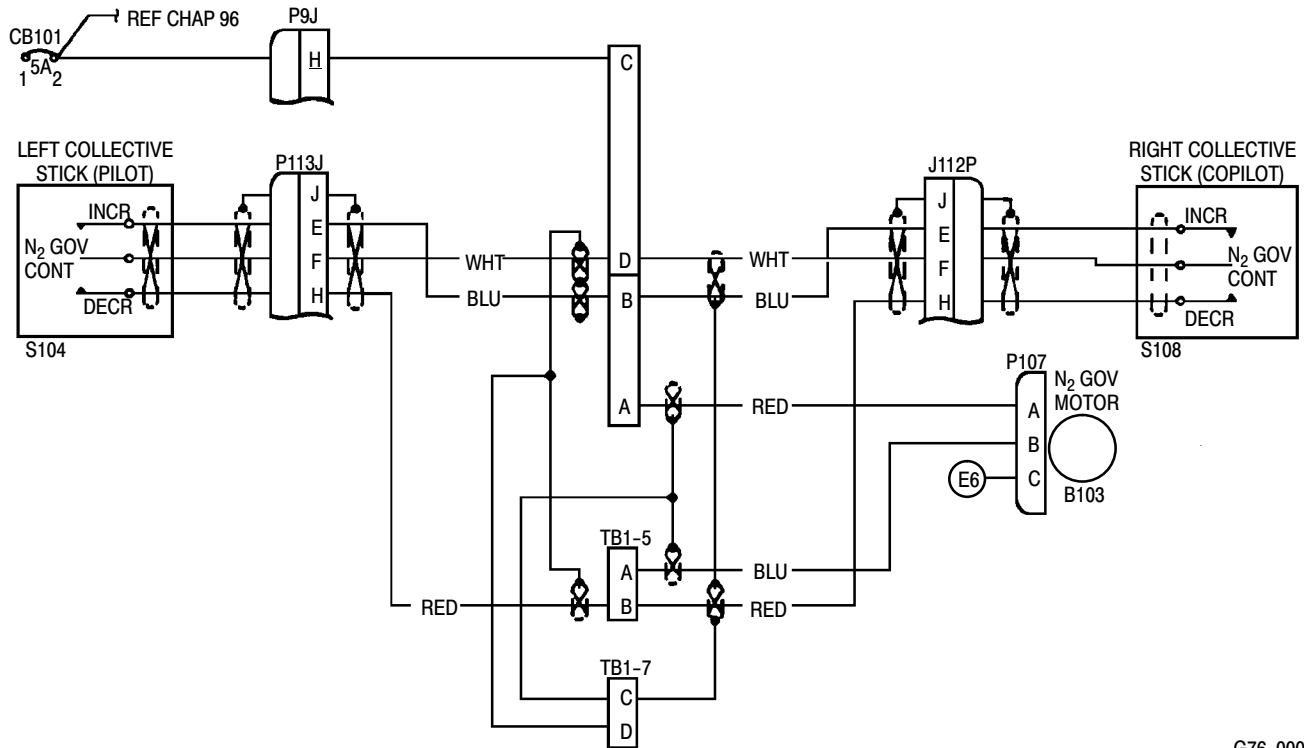 REF CHAP 96
P9J
CB101
5A
1 2
H
C
LEFT COLLECTIVE
STICK (PILOT)
P113J
J112P
RIGHT COLLECTIVE
STICK (COPILOT)
INCR
N2 GOV
CONT
DECR
S104
J
E
F
H
WHT
BLU
D
B
A
WHT
BLU
J
E
F
H
INCR
N2 GOV
CONT
DECR
S108
P107
N2 GOV
MOTOR
RED
A
B
C
E6
B103
TB1-5
A
B
BLU
RED
RED
TB1-7
C
D